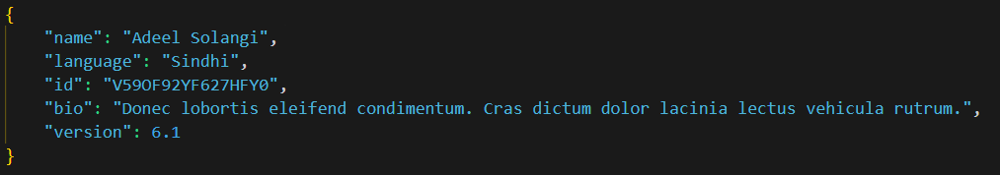 {
    "name": "Adeel Solangi",
    "language": "Sindhi",
    "id": "V59OF92YF627HFY0",
    "bio": "Donec lobortis eleifend condimentum. Cras dictum dolor lacinia lectus vehicula rutrum.",
    "version": 6.1
}